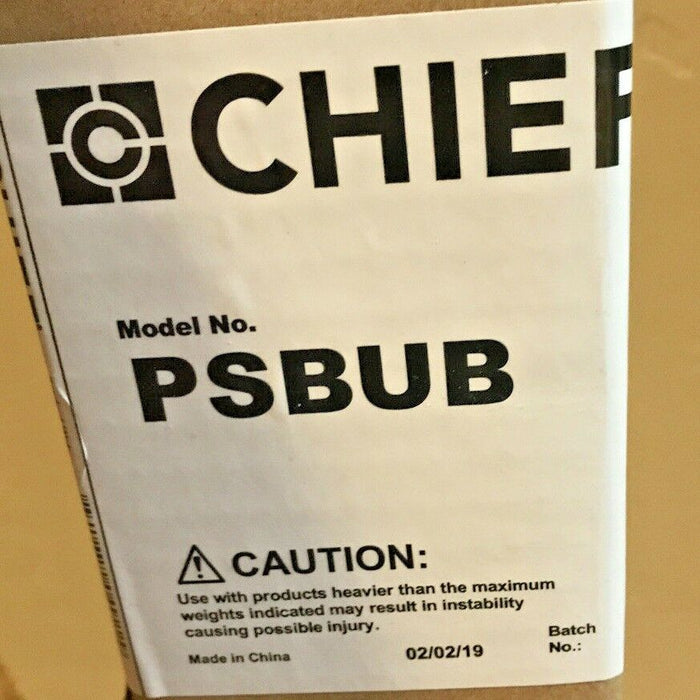 CHIEF
Model No.
PSBUB
CAUTION:
Use with products heavier than the maximum
weights indicated may result in instability
causing possible injury.
Made in China
02/02/19
Batch
No.: